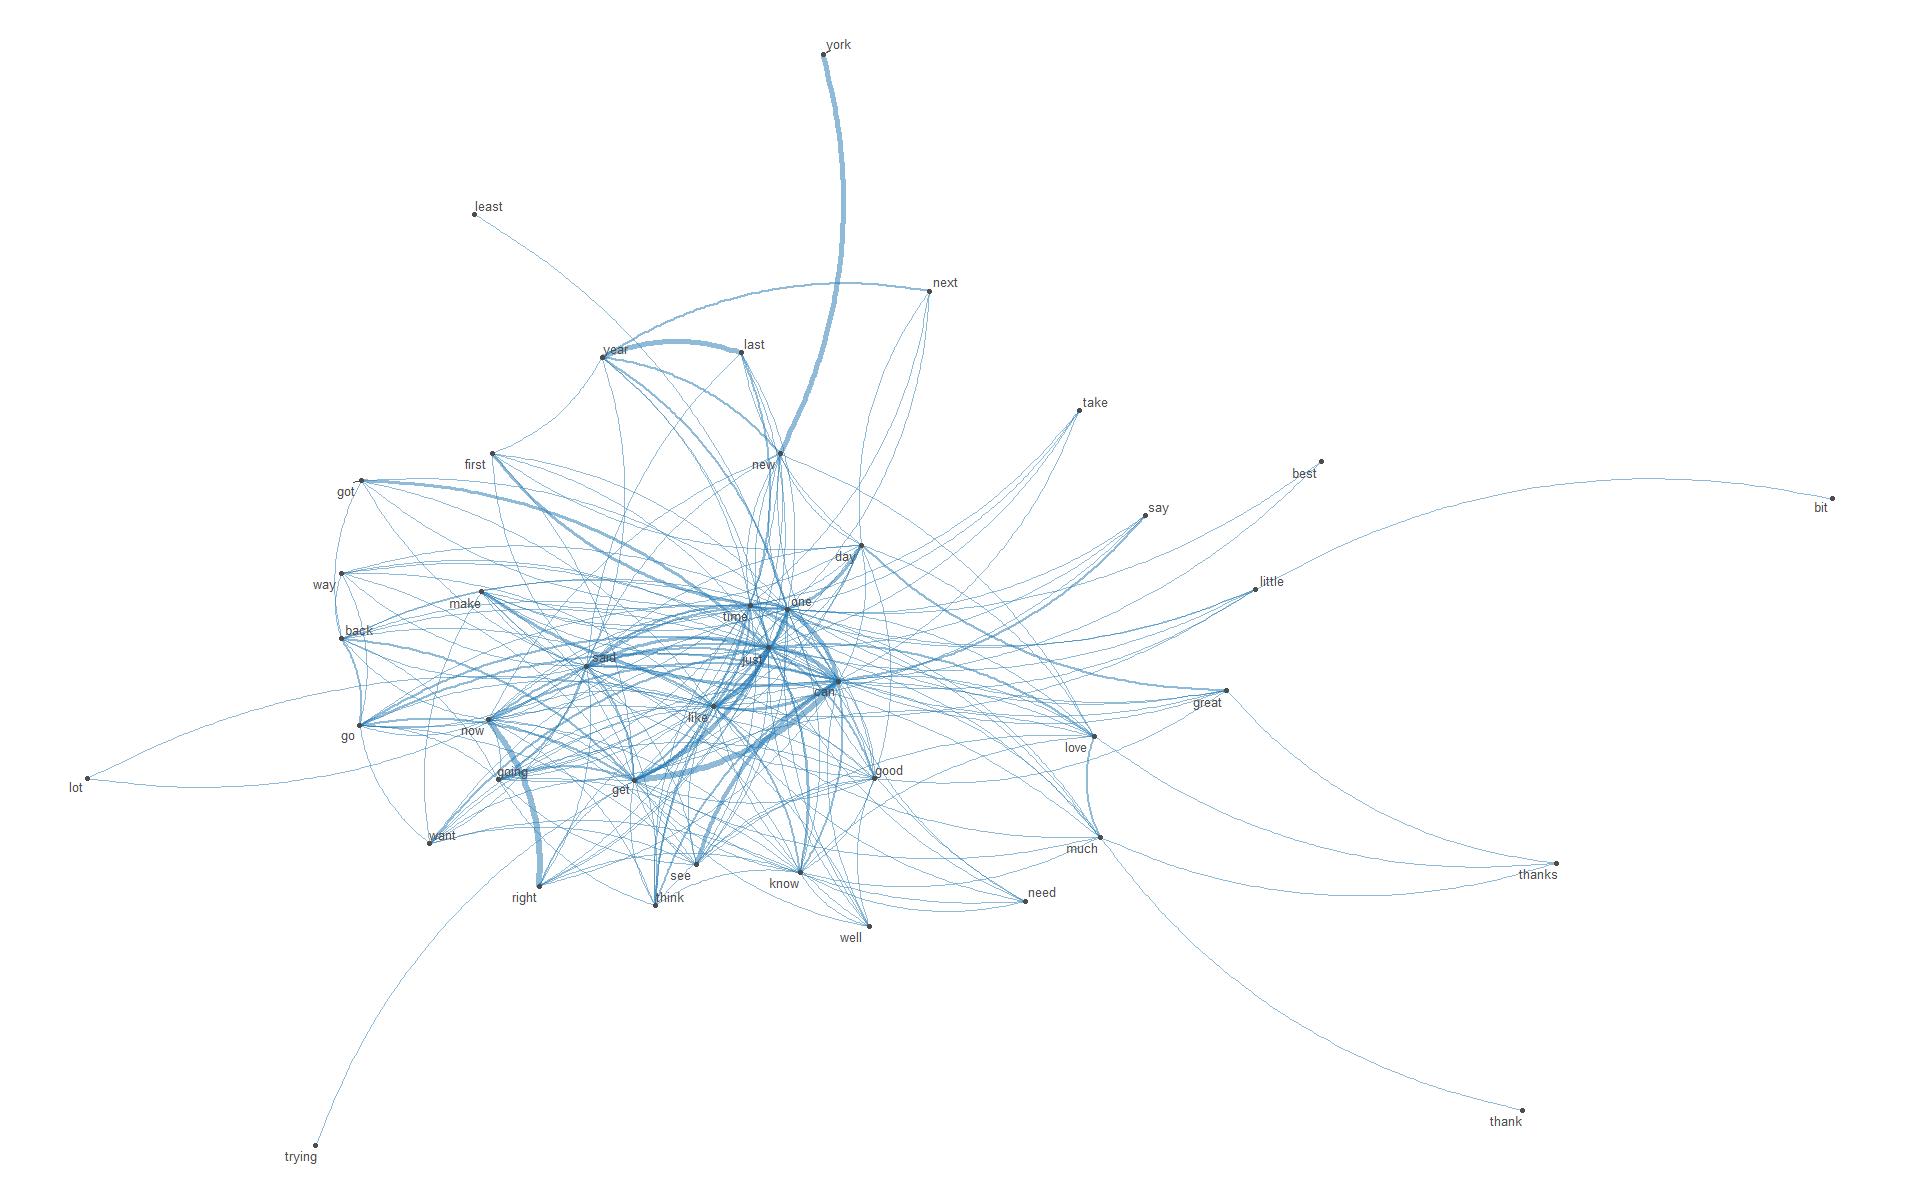 york
least
next
last
year
take
new
first
best
got
say
bit
day
little
way
one
make
time
back
said
just
can
great
like
now
go
love
going
good
lot
get
want
much
see
thanks
know
need
right
think
well
thank
trying